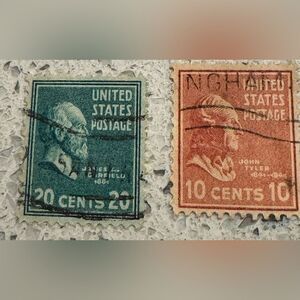 UNITED
STATES
POSTAGE
JAMES A.
GARFIELD
20 CENTS 20
NGHAM
UNITED
STATES
POSTAGE
JOHN
TYLER
10 CENTS 10